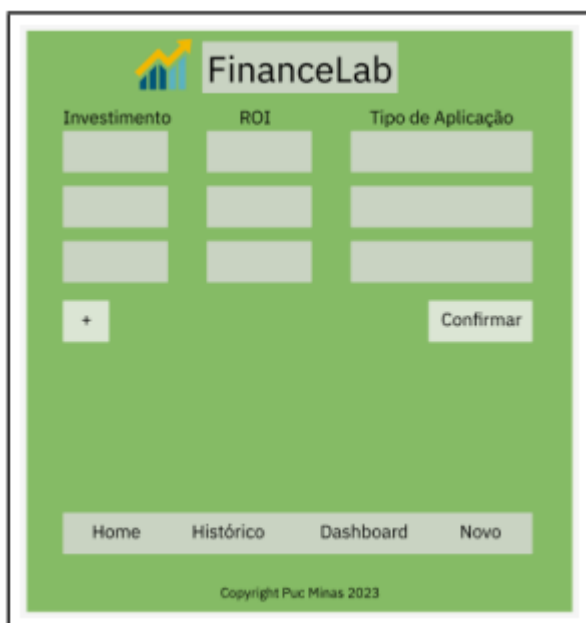 FinanceLab
Investimento ROI Tipo de Aplicação
+ Confirmar
Home Histórico Dashboard Novo
Copyright Puc Minas 2023